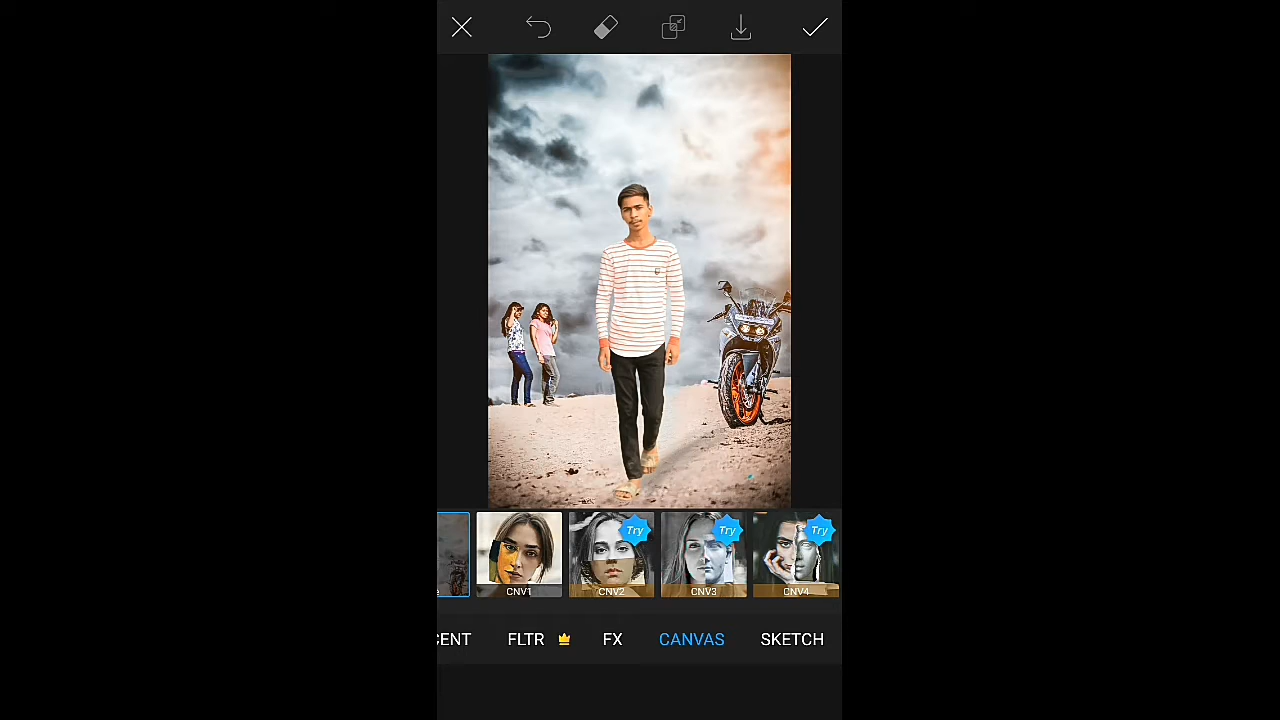 Try
Try
Try
CNV1
CNV2
CNV3
CNV4
CENT
FLTR
FX
CANVAS
SKETCH